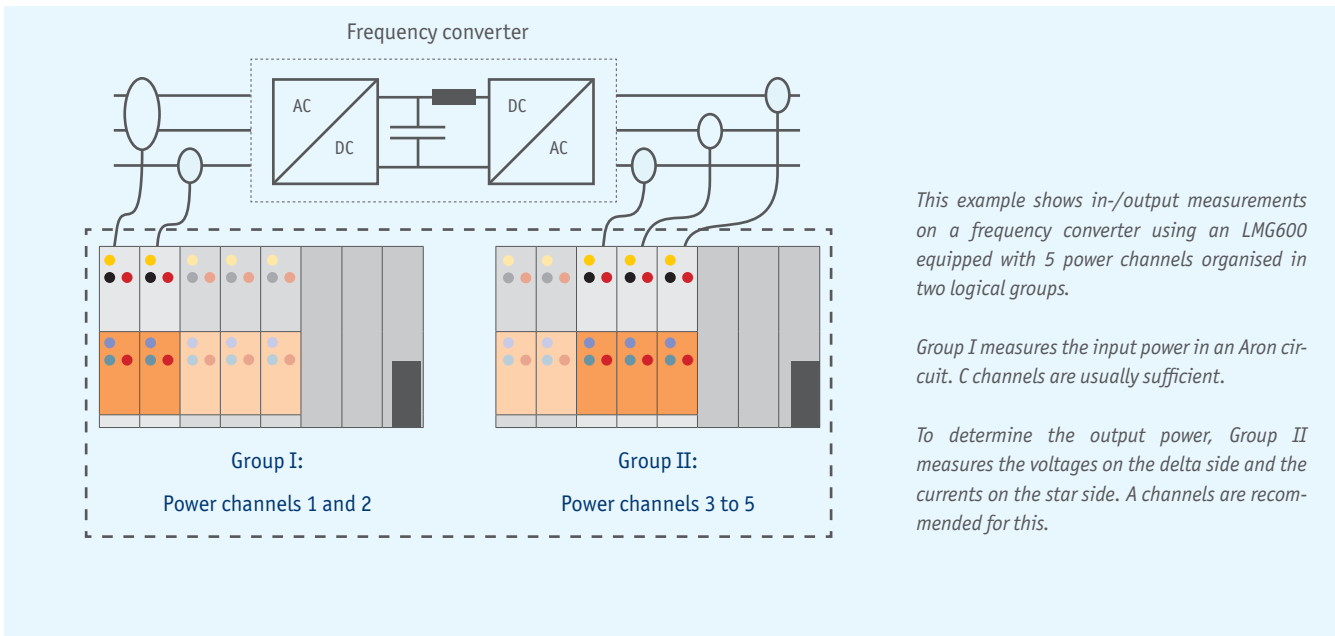 Frequency converter
AC
DC
DC
AC
This example shows in-/output measurements
on a frequency converter using an LMG600
equipped with 5 power channels organised in
two logical groups.
Group I measures the input power in an Aron cir-
cuit. C channels are usually sufficient.
To determine the output power, Group II
measures the voltages on the delta side and the
currents on the star side. A channels are recom-
mended for this.
Group I:
Power channels 1 and 2
Group II:
Power channels 3 to 5